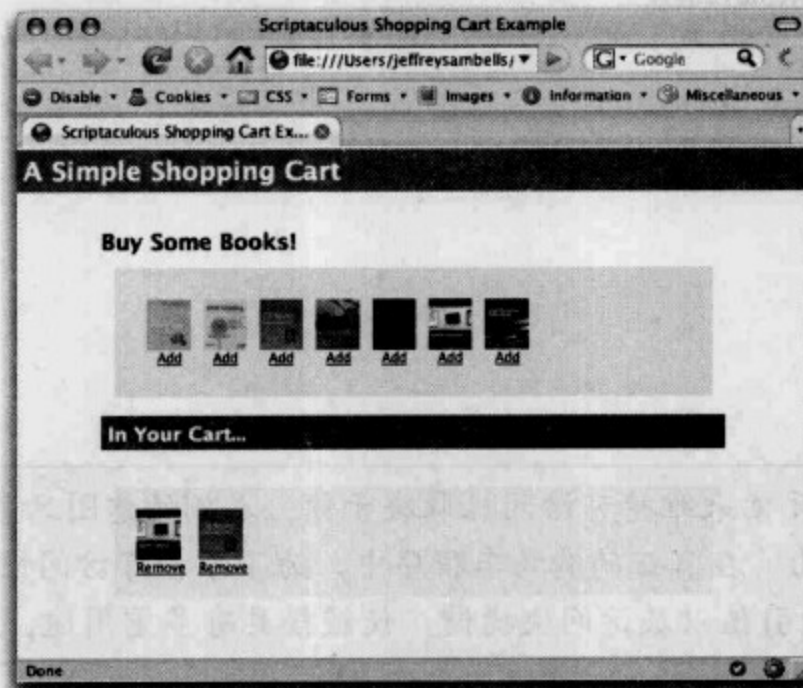 Scriptaculous Shopping Cart Example
file:///Users/jeffreysambells/
Google
Disable Cookies CSS Forms Images Information Miscellaneous
Scriptaculous Shopping Cart Ex...
A Simple Shopping Cart
Buy Some Books!
Add Add Add Add Add Add Add
In Your Cart...
Remove Remove
Done